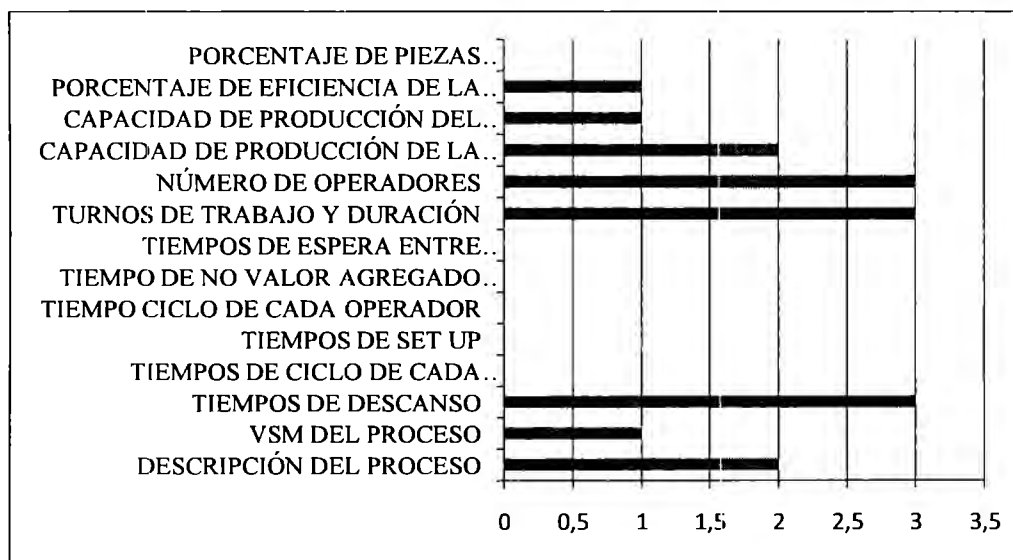 PORCENTAJE DE PIEZAS..
PORCENTAJE DE EFICIENCIA DE LA..
CAPACIDAD DE PRODUCCIÓN DEL..
CAPACIDAD DE PRODUCCIÓN DE LA..
NÚMERO DE OPERADORES
TURNOS DE TRABAJO Y DURACIÓN
TIEMPOS DE ESPERA ENTRE..
TIEMPO DE NO VALOR AGREGADO..
TIEMPO CICLO DE CADA OPERADOR
TIEMPOS DE SET UP
TIEMPOS DE CICLO DE CADA..
TIEMPOS DE DESCANSO
VSM DEL PROCESO
DESCRIPCIÓN DEL PROCESO
0 0,5 1 1,5 2 2,5 3 3,5